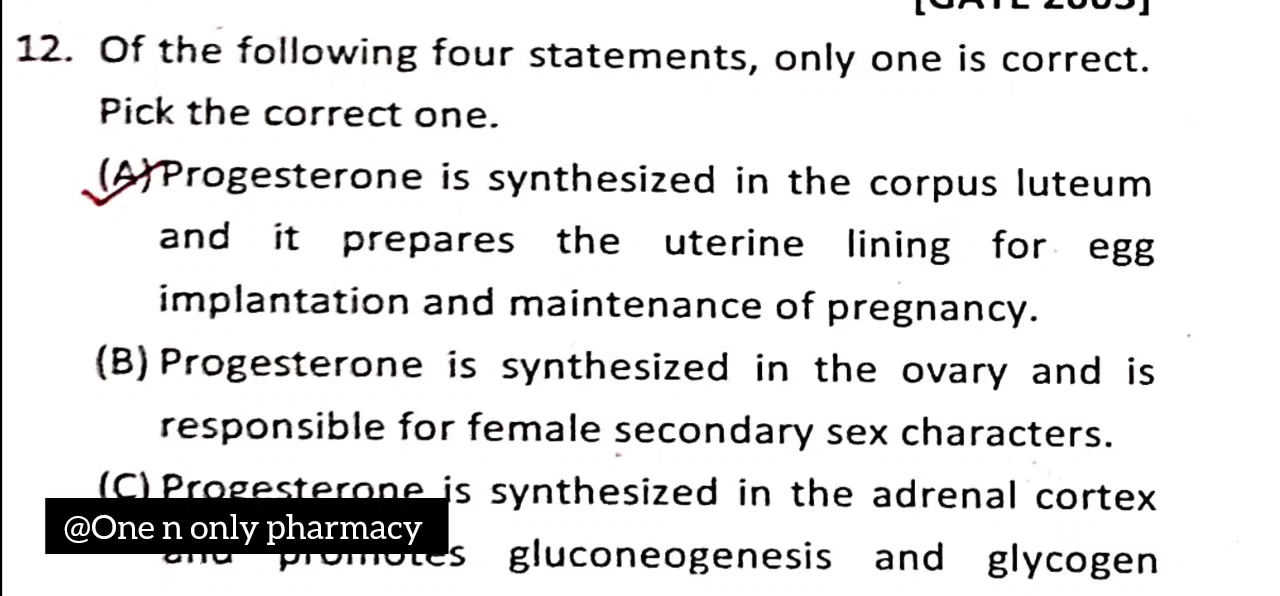 12. Of the following four statements, only one is correct.
Pick the correct one.
(A) Progesterone is synthesized in the corpus luteum
and it prepares the uterine lining for egg
implantation and maintenance of pregnancy.
(B) Progesterone is synthesized in the ovary and is
responsible for female secondary sex characters.
(C) Progesterone is synthesized in the adrenal cortex
@One n only pharmacy
and promotes gluconeogenesis and glycogen